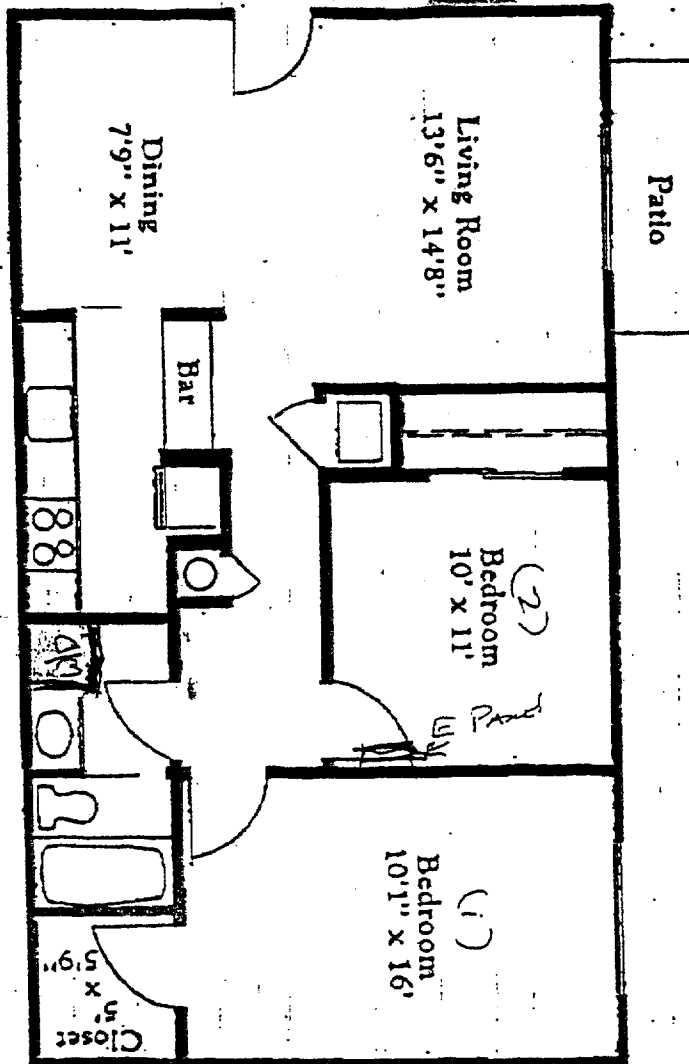 Patio
Living Room
13'6" x 14'8"
Dining
7'9" x 11'
Bar
(2)
Bedroom
10' x 11'
(1)
Bedroom
10'1" x 16'
Closet
5' x
5'9"